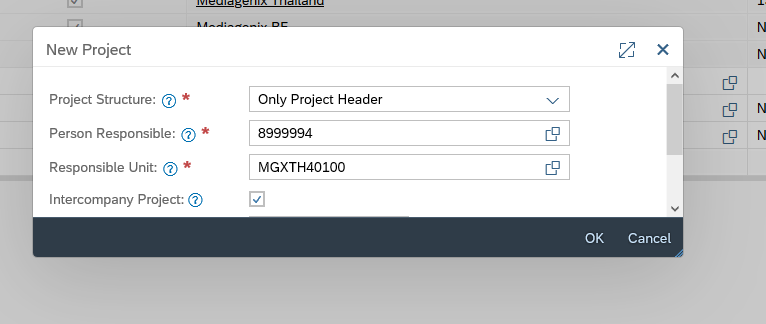 Mediagenix Thailand
Mediagenix BE
New Project
Project Structure: * Only Project Header
Person Responsible: * 8999994
Responsible Unit: * MGXTH40100
Intercompany Project:
OK Cancel